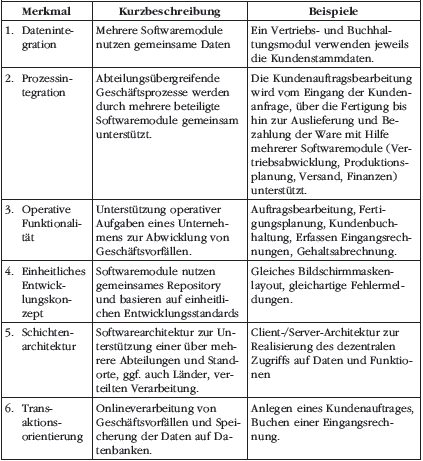 Merkmal Kurzbeschreibung Beispiele
1. Dateninte-
gration
Mehrere Softwaremodule
nutzen gemeinsame Daten
Ein Vertriebs- und Buchhal-
tungsmodul verwenden jeweils
die Kundenstammdaten.
2. Prozessin-
tegration
Abteilungsübergreifende
Geschäftsprozesse werden
durch mehrere beteiligte
Softwaremodule gemeinsam
unterstützt.
Die Kundenauftragsbearbeitung
wird vom Eingang der Kunden-
anfrage, über die Fertigung bis
hin zur Auslieferung und Be-
zahlung der Ware mit Hilfe
mehrerer Softwaremodule (Ver-
triebsabwicklung, Produktions-
planung, Versand, Finanzen)
unterstützt.
3. Operative
Funktionali-
tät
Unterstützung operativer
Aufgaben eines Unterneh-
mens zur Abwicklung von
Geschäftsvorfällen.
Auftragsbearbeitung, Ferti-
gungsplanung, Kundenbuch-
haltung, Erfassen Eingangsrech-
nungen, Gehaltsabrechnung.
4. Einheitliches
Entwick-
lungskon-
zept
Softwaremodule nutzen
gemeinsames Repository
und basieren auf einheitli-
chen Entwicklungsstandards
Gleiches Bildschirmmasken-
layout, gleichartige Fehlermel-
dungen.
5. Schichten-
architektur
Softwarearchitektur zur Un-
terstützung einer über meh-
rere Abteilungen und Stand-
orte, ggf. auch Länder, ver-
teilten Verarbeitung.
Client-/Server-Architektur zur
Realisierung des dezentralen
Zugriffs auf Daten und Funktio-
nen
6. Trans-
aktions-
orientierung
Onlineverarbeitung von
Geschäftsvorfällen und Spei-
cherung der Daten auf Da-
tenbanken.
Anlegen eines Kundenauftrages,
Buchen einer Eingangsrech-
nung.